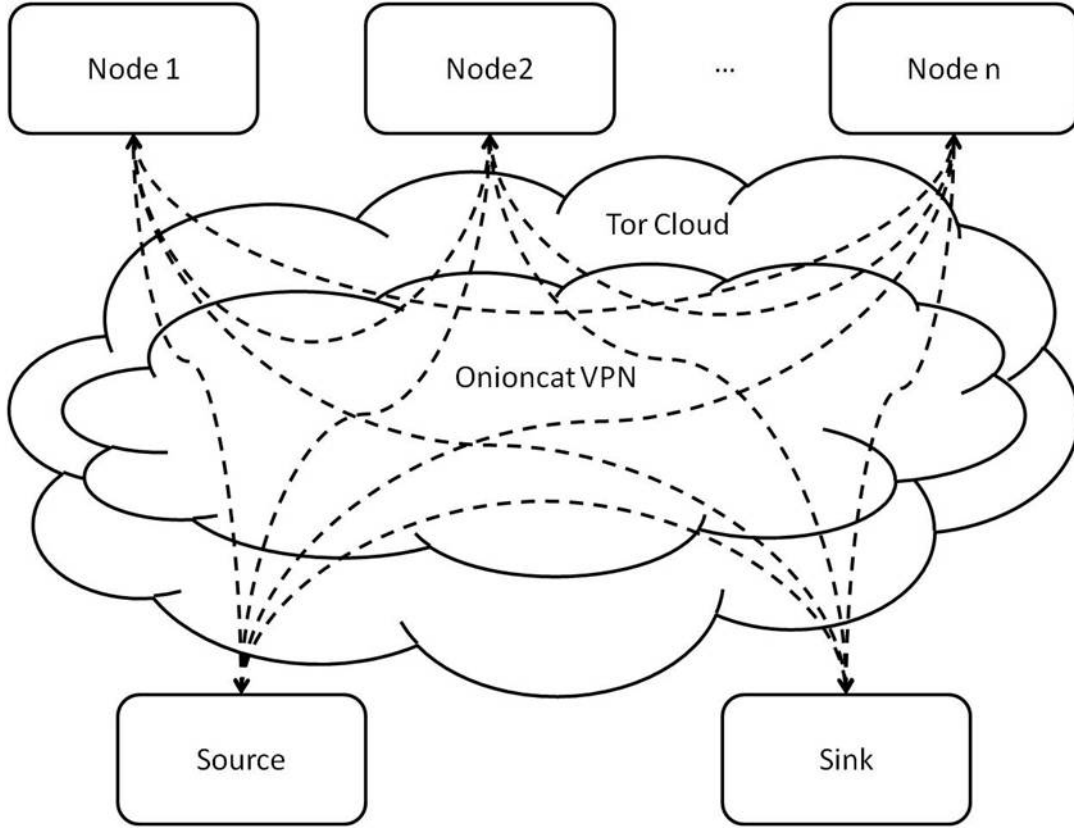 Node 1
Node2
...
Node n
Tor Cloud
Onioncat VPN
Source
Sink